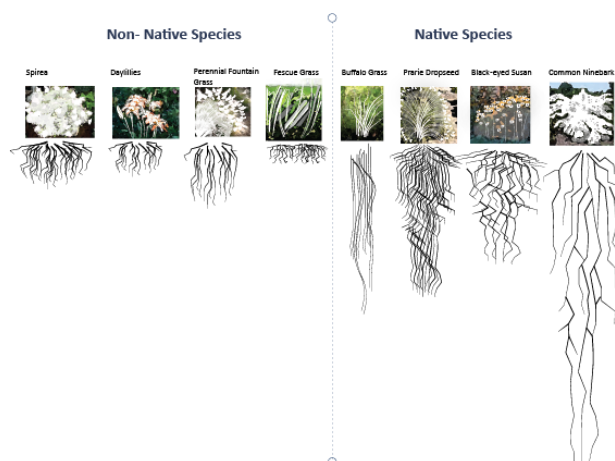 Non- Native Species
Native Species
Spirea
Daylillies
Perennial Fountain
Grass
Fescue Grass
Buffalo Grass
Prarie Dropseed
Black-eyed Susan
Common Ninebark